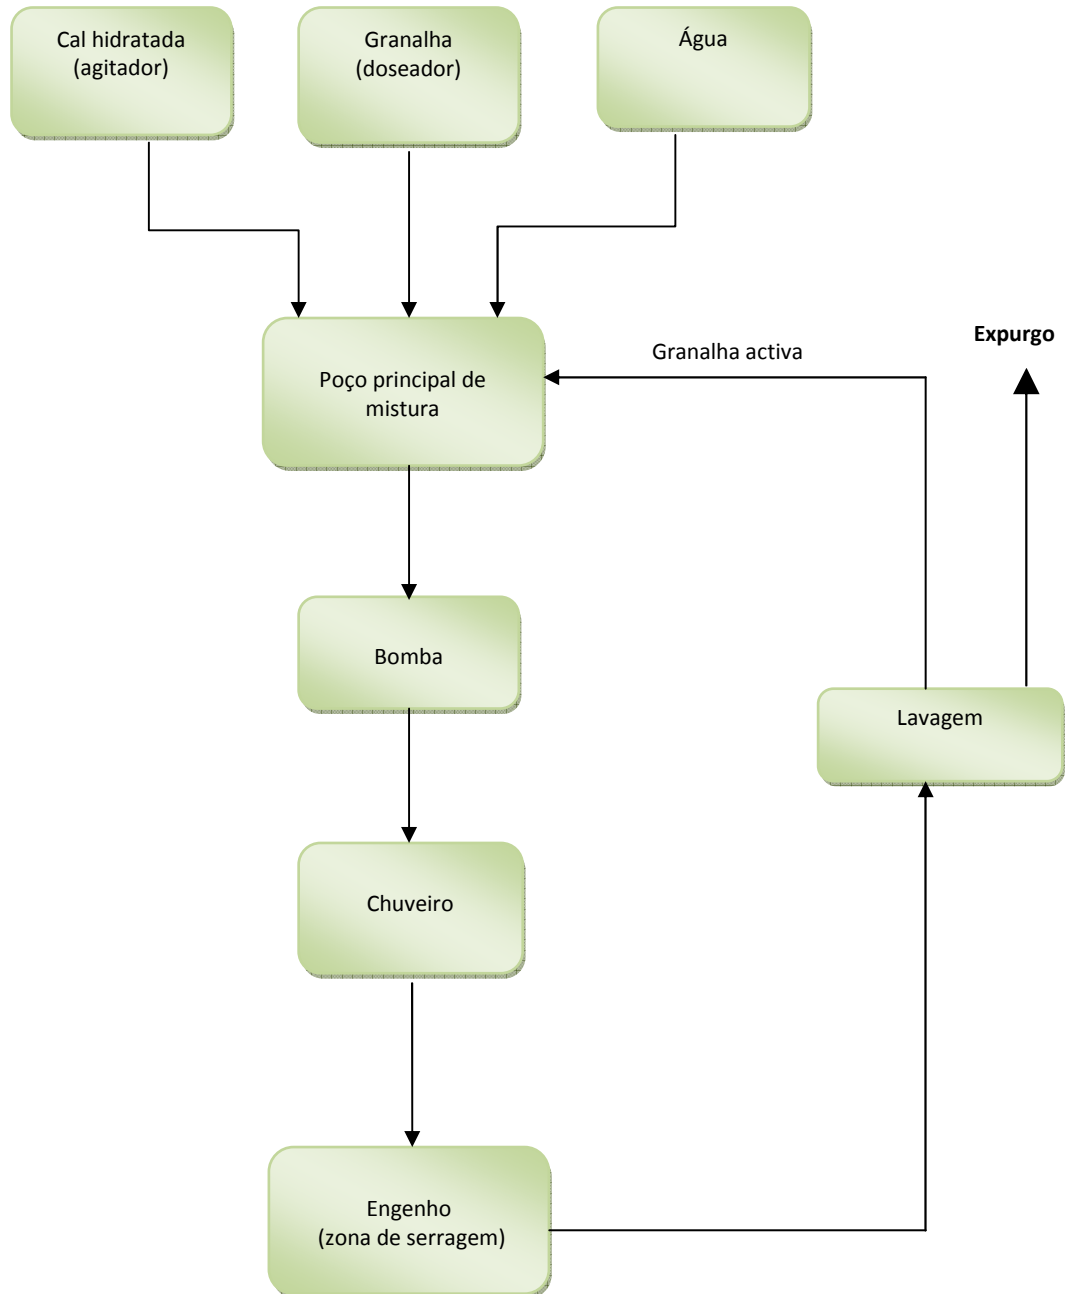 Cal hidratada
(agitador)
Granalha
(doseador)
Água
Poço principal de
mistura
Granalha activa
Expurgo
Bomba
Lavagem
Chuveiro
Engenho
(zona de serragem)